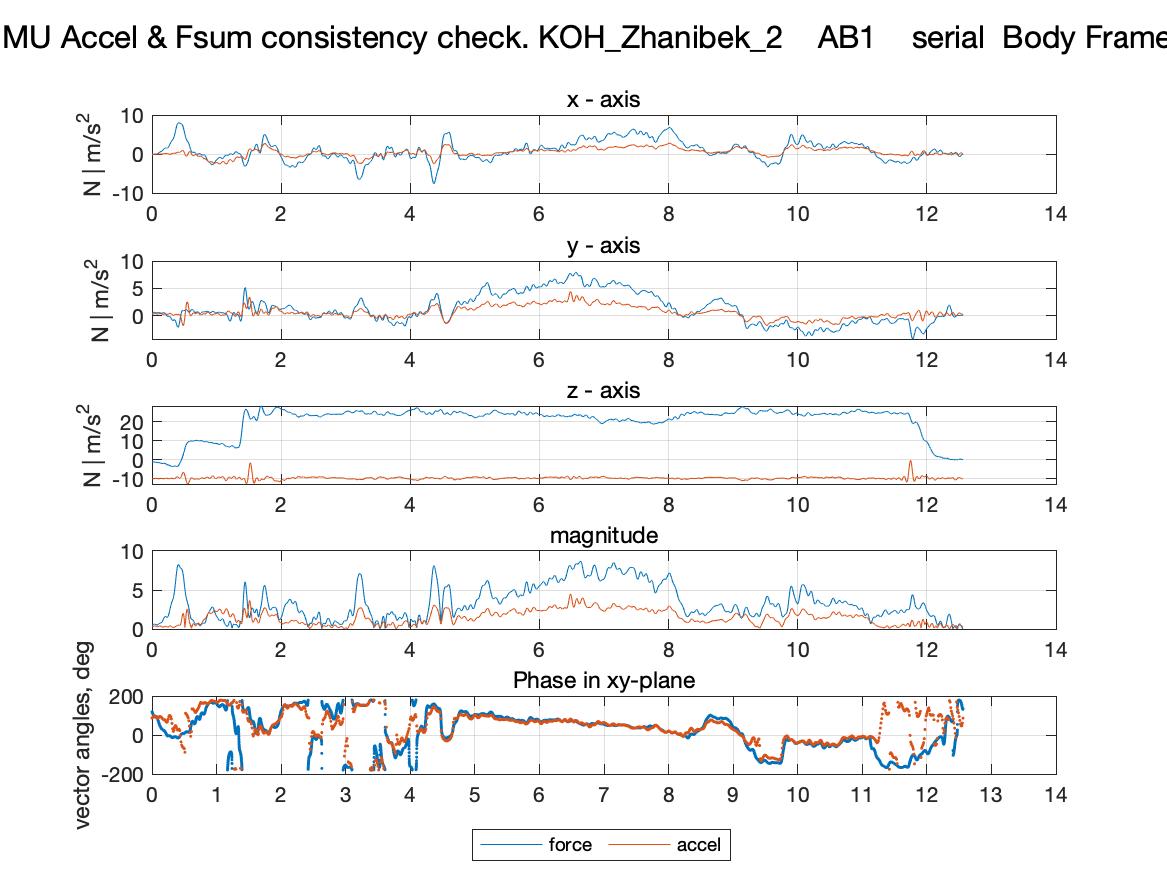 MU Accel & Fsum consistency check. KOH_Zhanibek_2 AB1 serial Body Frame
x - axis
N | m/s2
10
0
-10
0 2 4 6 8 10 12 14
y - axis
N | m/s2
10
5
0
0 2 4 6 8 10 12 14
z - axis
N | m/s2
20
10
0
-10
0 2 4 6 8 10 12 14
magnitude
10
5
0
0 2 4 6 8 10 12 14
Phase in xy-plane
vector angles, deg
200
0
-200
0 1 2 3 4 5 6 7 8 9 10 11 12 13 14
force accel